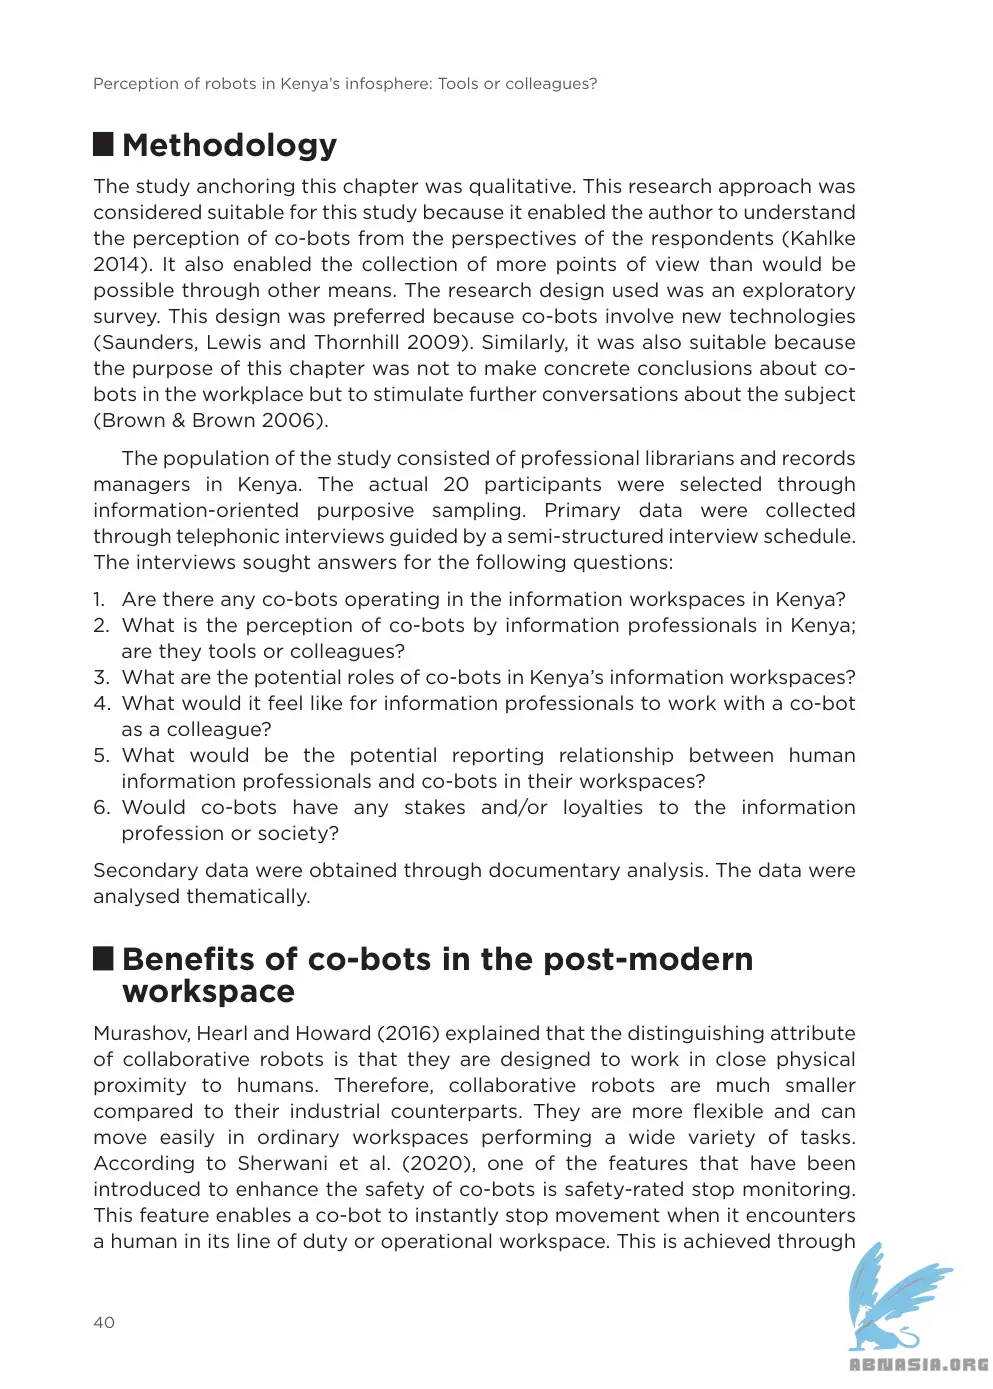 Perception of robots in Kenya's infosphere: Tools or colleagues?
Methodology
The study anchoring this chapter was qualitative. This research approach was
considered suitable for this study because it enabled the author to understand
the perception of co-bots from the perspectives of the respondents (Kahlke
2014). It also enabled the collection of more points of view than would be
possible through other means. The research design used was an exploratory
survey. This design was preferred because co-bots involve new technologies
(Saunders, Lewis and Thornhill 2009). Similarly, it was also suitable because
the purpose of this chapter was not to make concrete conclusions about co-
bots in the workplace but to stimulate further conversations about the subject
(Brown & Brown 2006).
The population of the study consisted of professional librarians and records
managers in Kenya. The actual 20 participants were selected through
information-oriented purposive sampling. Primary data were collected
through telephonic interviews guided by a semi-structured interview schedule.
The interviews sought answers for the following questions:
1. Are there any co-bots operating in the information workspaces in Kenya?
2. What is the perception of co-bots by information professionals in Kenya;
are they tools or colleagues?
3. What are the potential roles of co-bots in Kenya's information workspaces?
4. What would it feel like for information professionals to work with a co-bot
as a colleague?
5. What would be the potential reporting relationship between human
information professionals and co-bots in their workspaces?
6. Would co-bots have any stakes and/or loyalties to the information
profession or society?
Secondary data were obtained through documentary analysis. The data were
analysed thematically.
Benefits of co-bots in the post-modern
workspace
Murashov, Hearl and Howard (2016) explained that the distinguishing attribute
of collaborative robots is that they are designed to work in close physical
proximity to humans. Therefore, collaborative robots are much smaller
compared to their industrial counterparts. They are more flexible and can
move easily in ordinary workspaces performing a wide variety of tasks.
According to Sherwani et al. (2020), one of the features that have been
introduced to enhance the safety of co-bots is safety-rated stop monitoring.
This feature enables a co-bot to instantly stop movement when it encounters
a human in its line of duty or operational workspace. This is achieved through
40
ABNASIA.ORG